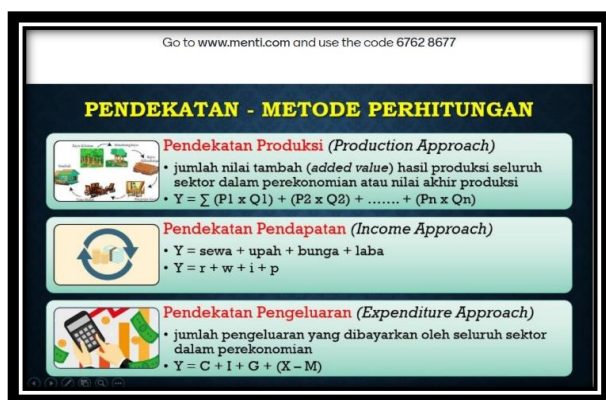 Go to www.menti.com and use the code 6762 8677
PENDEKATAN - METODE PERHITUNGAN
Pendekatan Produksi (Production Approach)
• jumlah nilai tambah (added value) hasil produksi seluruh
sektor dalam perekonomian atau nilai akhir produksi
• Y = ∑ (P1 x Q1) + (P2 x Q2) + ....... + (Pn x Qn)
Pendekatan Pendapatan (Income Approach)
• Y = sewa + upah + bunga + laba
• Y = r + w + i + p
Pendekatan Pengeluaran (Expenditure Approach)
• jumlah pengeluaran yang dibayarkan oleh seluruh sektor
dalam perekonomian
• Y = C + I + G + (X – M)